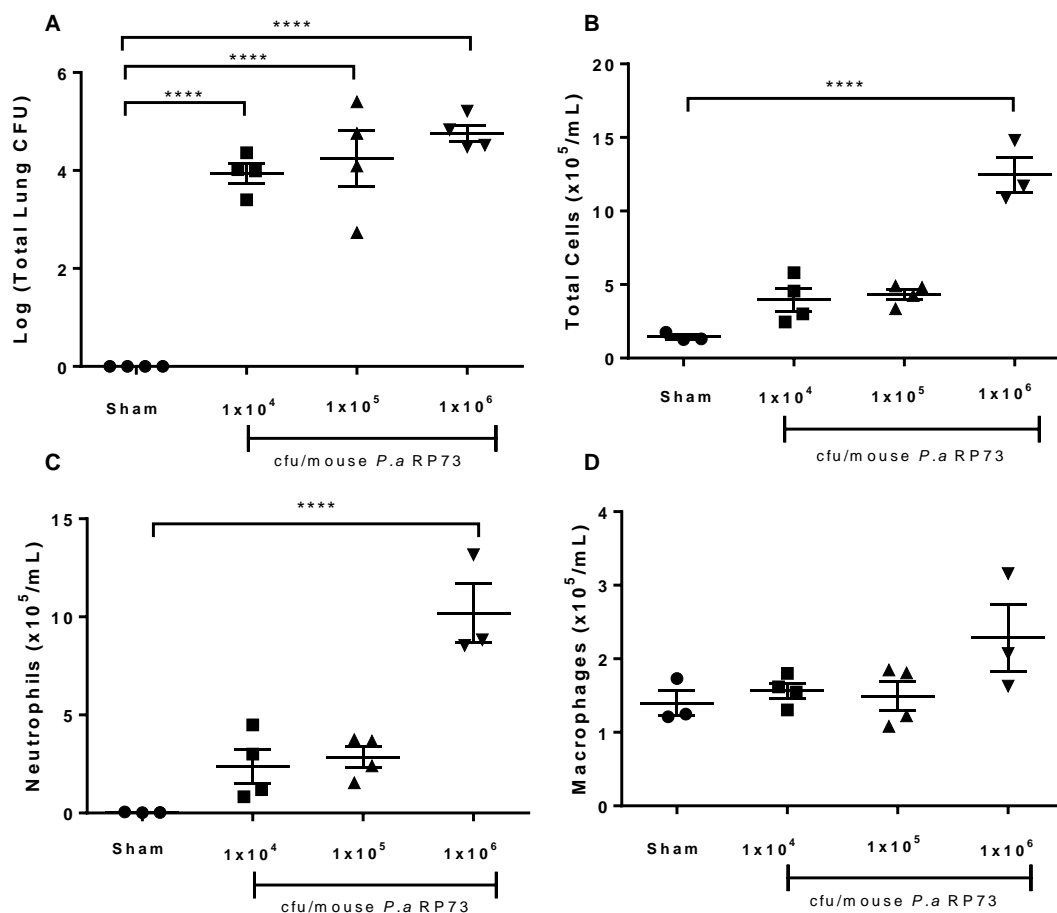 A
****
****
****
Log (Total Lung CFU)
6
4
2
0
Sham
1x10⁴
1x10⁵
1x10⁶
cfu/mouse P.a RP73
B
****
Total Cells (x10⁵/mL)
20
15
10
5
0
Sham
1x10⁴
1x10⁵
1x10⁶
cfu/mouse P.a RP73
C
****
Neutrophils (x10⁵/mL)
15
10
5
0
Sham
1x10⁴
1x10⁵
1x10⁶
cfu/mouse P.a RP73
D
Macrophages (x10⁵/mL)
4
3
2
1
0
Sham
1x10⁴
1x10⁵
1x10⁶
cfu/mouse P.a RP73